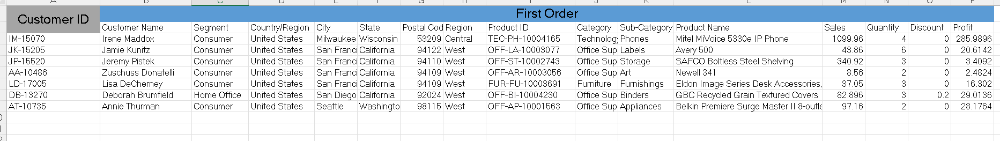 A B C D E F G H I J K L M N O P
Customer ID First Order
Customer Name Segment Country/Region City State Postal Cod Region Product ID Category Sub-Category Product Name Sales Quantity Discount Profit
IM-15070 Irene Maddox Consumer United States Milwaukee Wisconsin 53209 Central TEC-PH-10004165 Technolog Phones Mitel MiVoice 5330e IP Phone 1099.96 4 0 285.9896
JK-15205 Jamie Kunitz Consumer United States San Franci California 94122 West OFF-LA-10003077 Office Sup Labels Avery 500 43.86 6 0 20.6142
JP-15520 Jeremy Pistek Consumer United States San Franci California 94110 West OFF-ST-10002743 Office Sup Storage SAFCO Boltless Steel Shelving 340.92 3 0 3.4092
AA-10486 Zuschuss Donatelli Consumer United States San Franci California 94109 West OFF-AR-10003056 Office Sup Art Newell 341 8.56 2 0 2.4824
LD-17005 Lisa DeCherney Consumer United States San Franci California 94109 West FUR-FU-10003691 Furniture Furnishings Eldon Image Series Desk Accessories, 37.05 3 0 16.302
DB-13270 Deborah Brumfield Home Office United States San Diego California 92024 West OFF-BI-10004230 Office Sup Binders GBC Recycled Grain Textured Covers 82.896 3 0.2 29.0136
AT-10735 Annie Thurman Consumer United States Seattle Washingto 98115 West OFF-AP-10001563 Office Sup Appliances Belkin Premiere Surge Master II 8-outle 97.16 2 0 28.1764